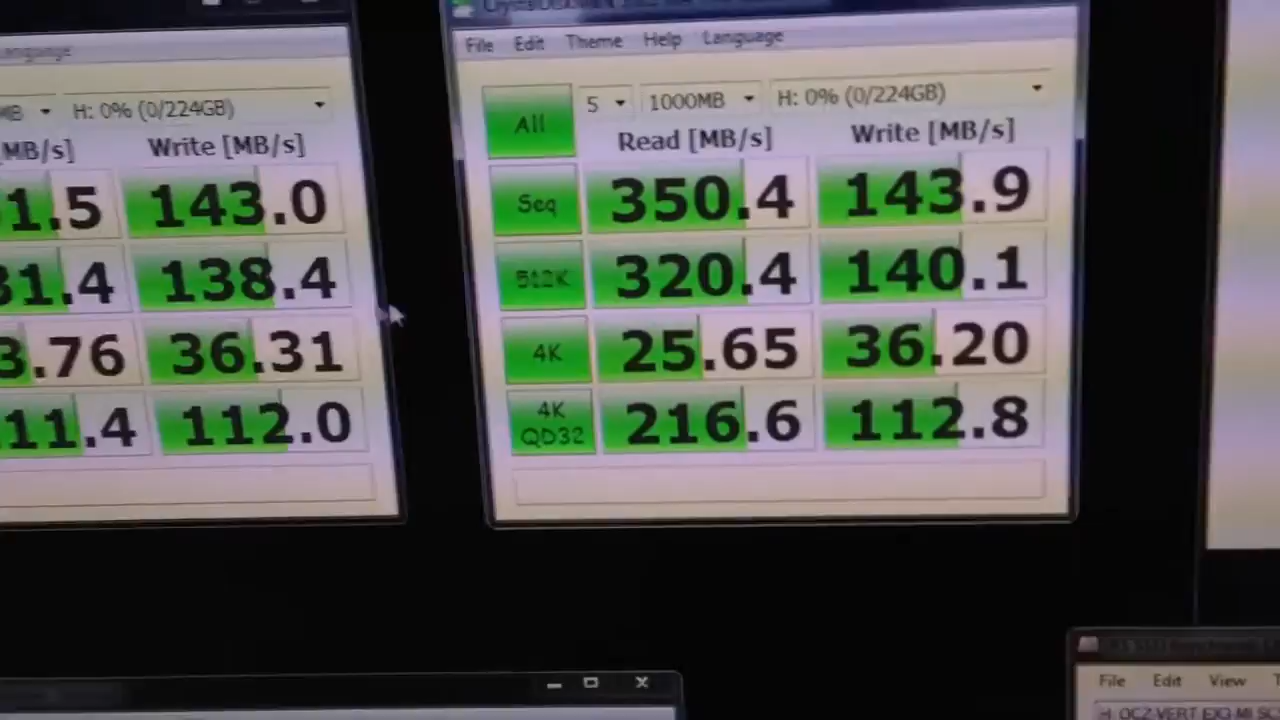 Language
MB H: 0% (0/224GB)
MB/s] Write [MB/s]
1.5 143.0
31.4 138.4
3.76 36.31
11.4 112.0
File Edit Theme Help Language
All 5 1000MB H: 0% (0/224GB)
Read [MB/s] Write [MB/s]
Seq 350.4 143.9
512K 320.4 140.1
4K 25.65 36.20
4K
QD32 216.6 112.8
File Edit View